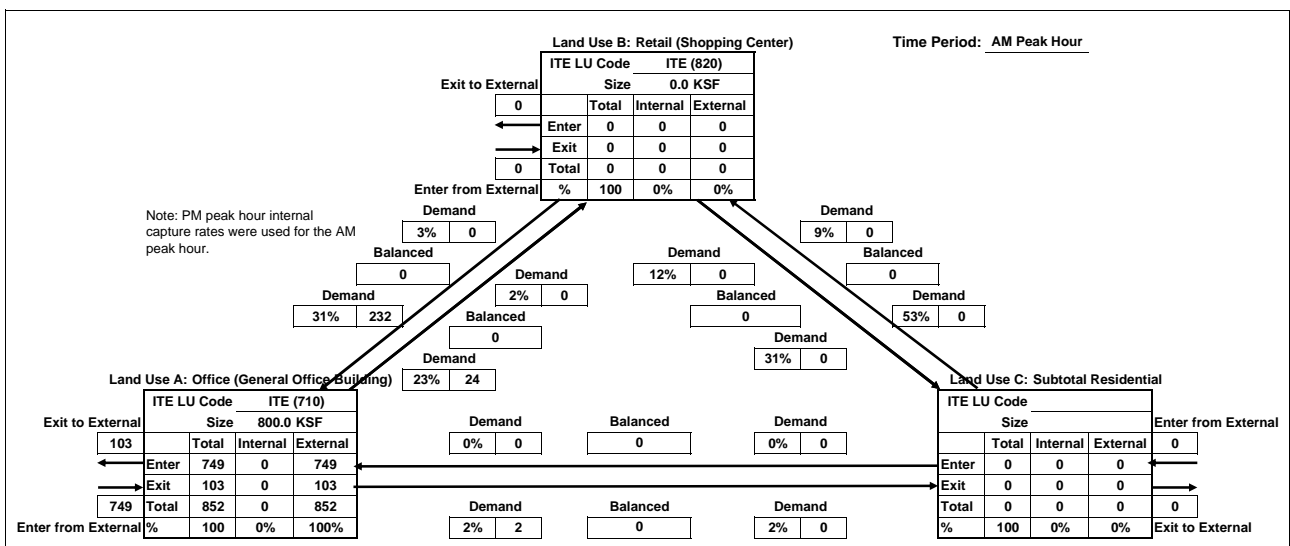 Land Use B: Retail (Shopping Center)
Time Period: AM Peak Hour
ITE LU Code ITE (820)
Exit to External Size 0.0 KSF
0 Total Internal External
Enter 0 0 0
Exit 0 0 0
0 Total 0 0 0
Enter from External % 100 0% 0%
Note: PM peak hour internal
capture rates were used for the AM
peak hour.
Demand
3% 0
Balanced
0
Demand
31% 232
Demand
2% 0
Balanced
0
Demand
23% 24
Demand
12% 0
Balanced
0
Demand
31% 0
Demand
9% 0
Balanced
0
Demand
53% 0
Land Use A: Office (General Office Building)
ITE LU Code ITE (710)
Exit to External Size 800.0 KSF
103 Total Internal External
Enter 749 0 749
Exit 103 0 103
749 Total 852 0 852
Enter from External % 100 0% 100%
Demand Balanced Demand
0% 0 0 0% 0
Demand Balanced Demand
2% 2 0 2% 0
Land Use C: Subtotal Residential
ITE LU Code
Size Enter from External
Total Internal External 0
Enter 0 0 0
Exit 0 0 0
Total 0 0 0 0
% 100 0% 0% Exit to External